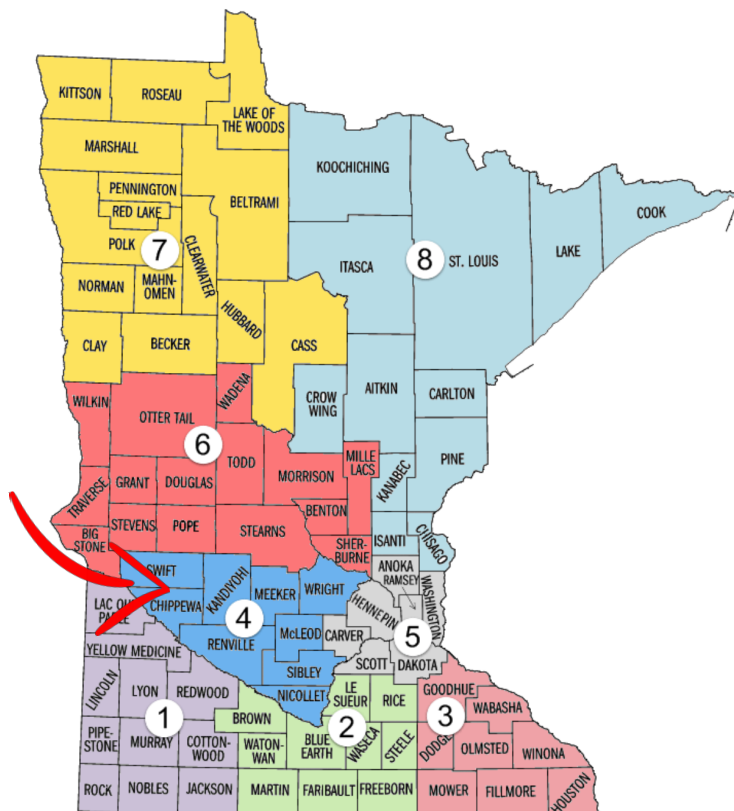 KITTSON
ROSEAU
LAKE OF
THE WOODS
MARSHALL
KOOCHICHING
PENNINGTON
BELTRAMI
RED LAKE
COOK
POLK
7
CLEARWATER
ITASCA
8
ST. LOUIS
LAKE
NORMAN
MAHN-
OMEN
HUBBARD
CLAY
BECKER
CASS
WADENA
AITKIN
CARLTON
WILKIN
CROW
WING
OTTER TAIL
6
MILLE
LACS
PINE
TODD
MORRISON
KANABEC
TRAVERSE
GRANT
DOUGLAS
BENTON
STEVENS
POPE
STEARNS
CHISAGO
BIG
STONE
SHER-
BURNE
ISANTI
SWIFT
KANDIYOHI
ANOKA
RAMSEY
WASHINGTON
MEEKER
WRIGHT
LAC QUI
PARLE
CHIPPEWA
HENNEPIN
4
McLEOD
CARVER
5
YELLOW MEDICINE
RENVILLE
SCOTT
DAKOTA
SIBLEY
LINCOLN
LYON
REDWOOD
NICOLLET
LE
SUEUR
RICE
GOODHUE
WABASHA
1
BROWN
2
3
PIPE-
STONE
MURRAY
COTTON-
WOOD
WATON-
WAN
BLUE
EARTH
WASECA
STEELE
DODGE
OLMSTED
WINONA
ROCK
NOBLES
JACKSON
MARTIN
FARIBAULT
FREEBORN
MOWER
FILLMORE
HOUSTON